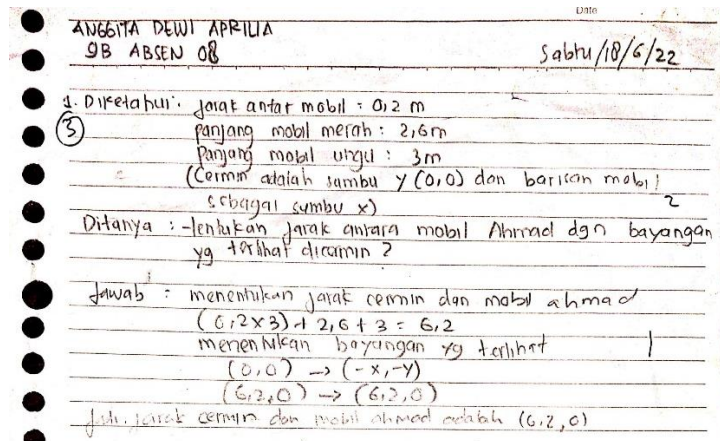 Date
ANGGITA DEWI APRILIA
9B ABSEN 08
Sabtu/18/6/22
1. Diketahui : jarak antar mobil : 0,2 m
3
panjang mobil merah : 2,6m
Panjang mobil ungu : 3m
(Cermin adalah sumbu y (0,0) dan barisan mobil
sebagai sumbu x)
2
Ditanya : -tentukan jarak antara mobil Ahmad dgn bayangan
yg terlihat dicermin ?
Jawab : menentukan jarak cermin dan mobil ahmad
(0,2x3)+2,6+3 = 6,2
menentukan bayangan yg terlihat
1
(0,0) -> (-x,-y)
(6,2,0) -> (6,2,0)
Jadi. jarak cermin dan mobil ahmad adalah (6,2,0)